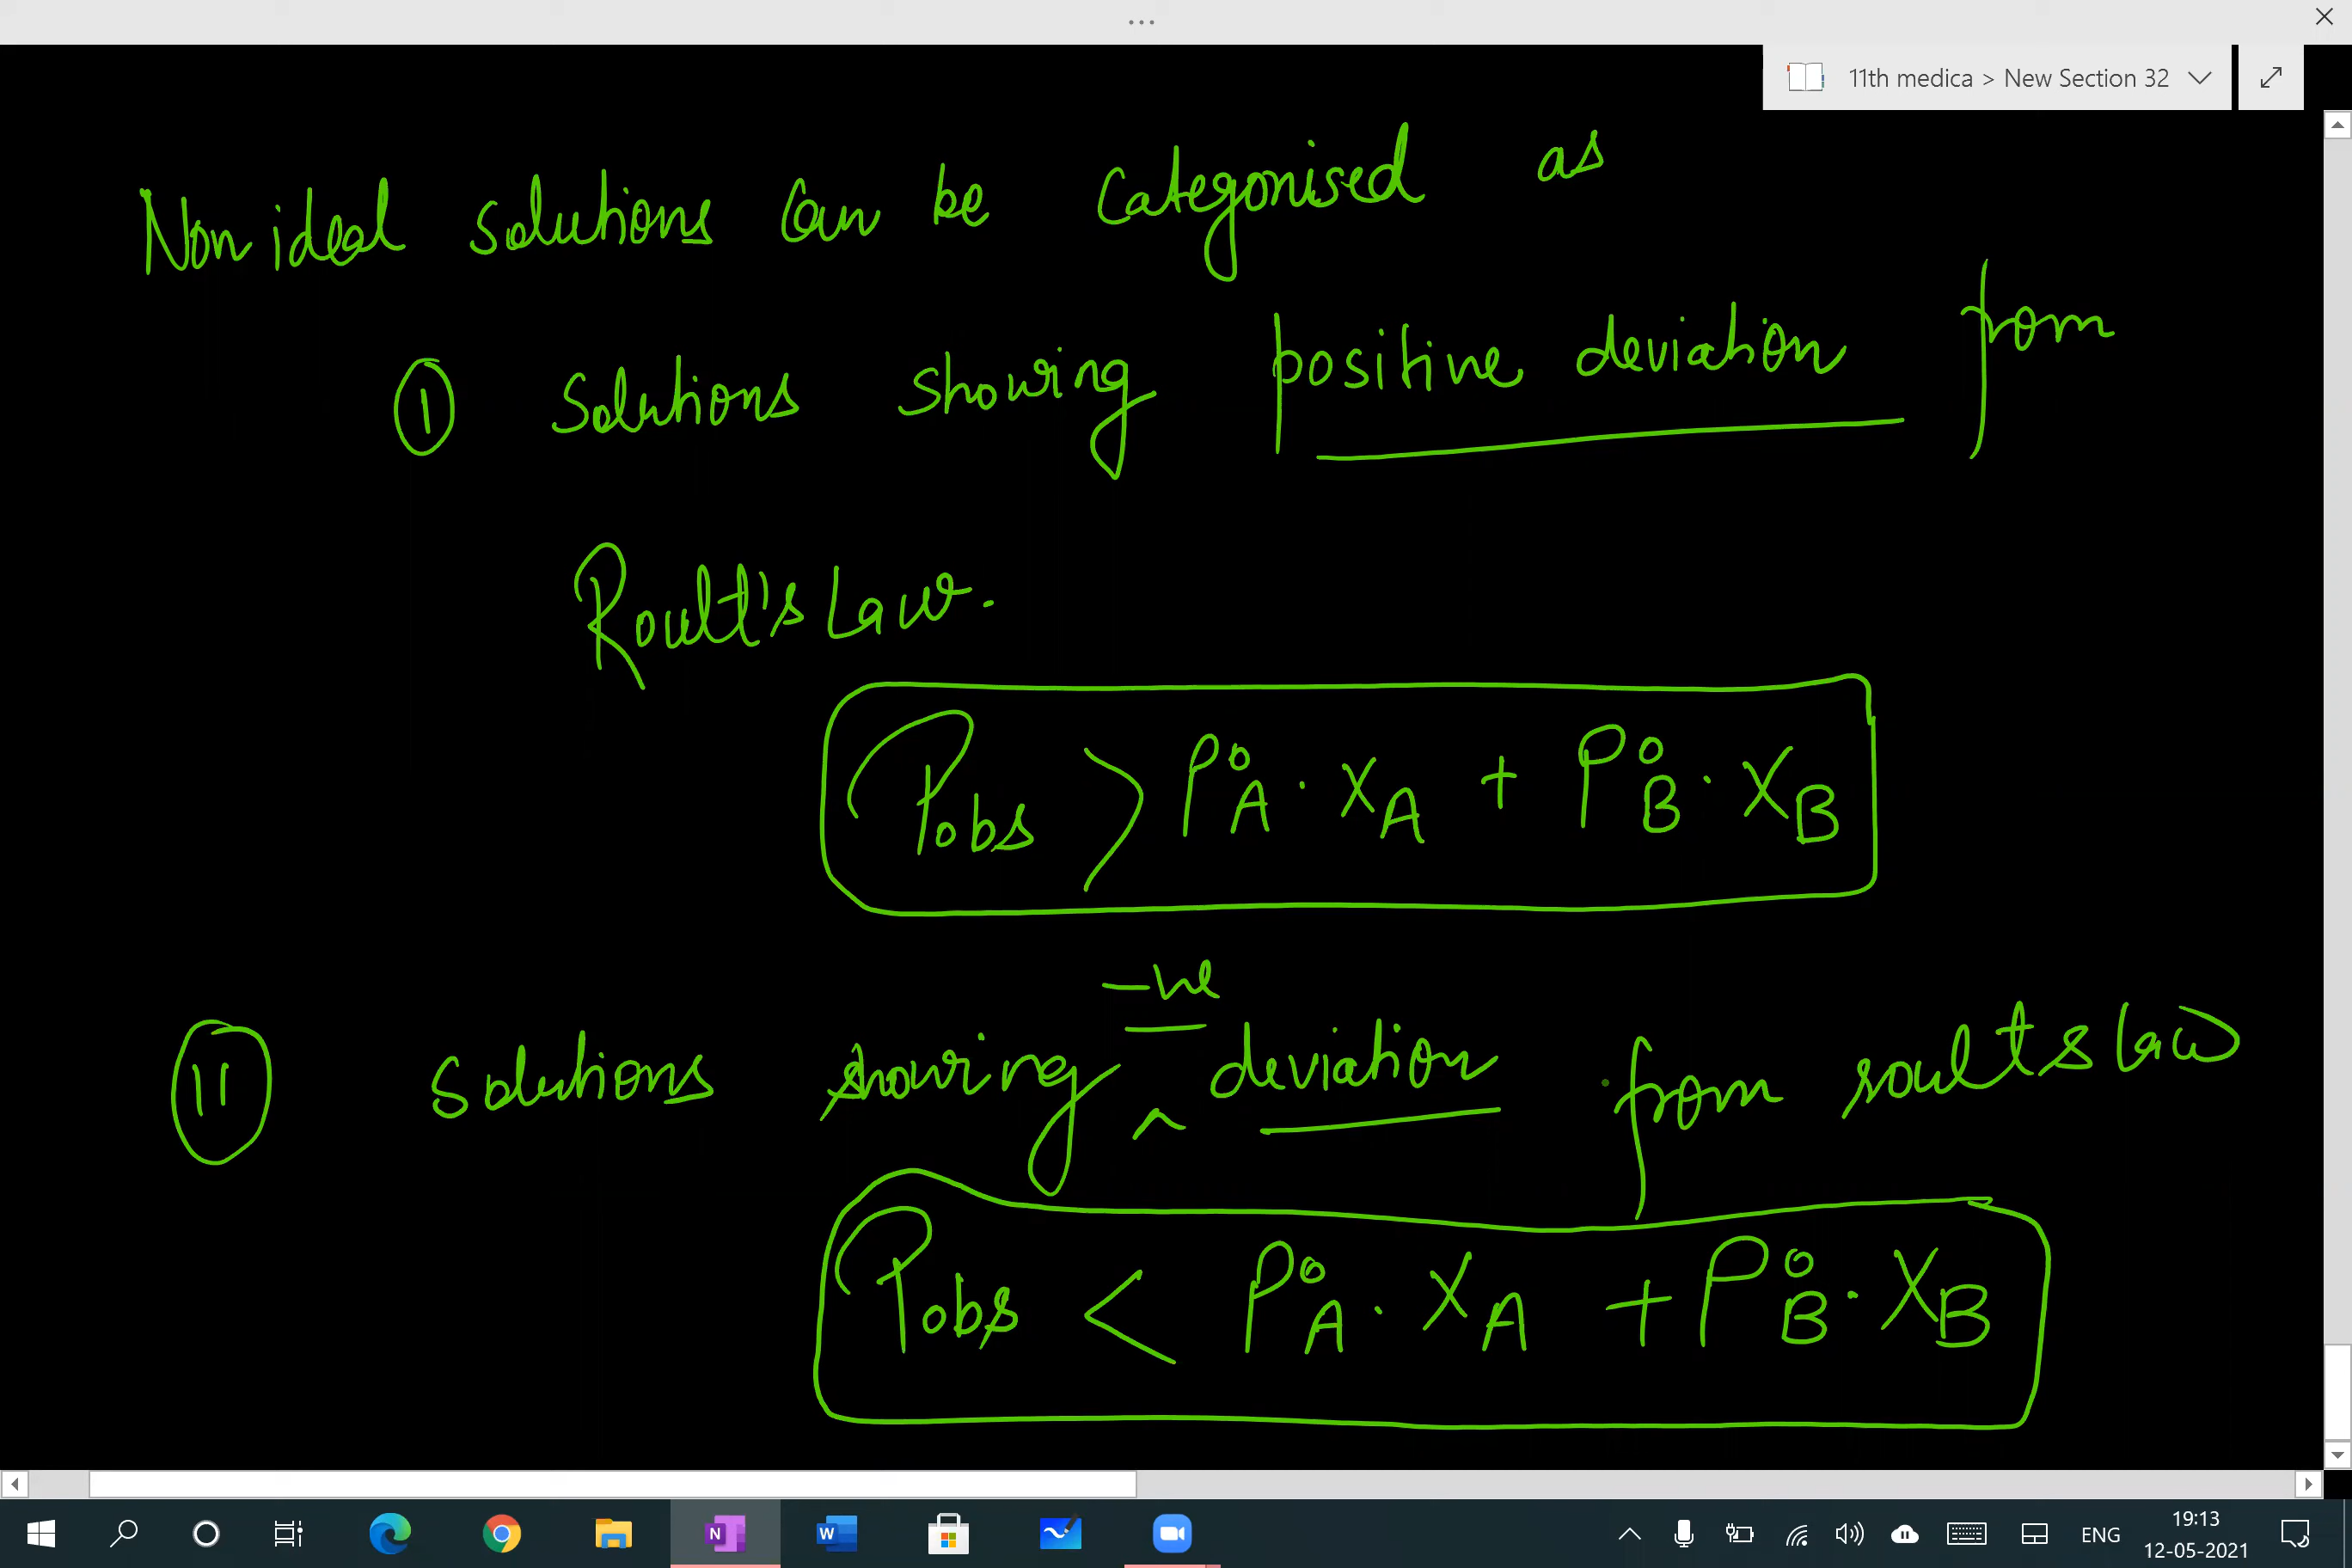 11th medica > New Section 32
Non ideal solutions can be categorised as
① solutions showing positive deviation from
Roult's law.
Pobs > P°A · XA + P°B · XB
-ve
II solutions showing ^ deviation from roults law
Pobs < P°A · XA + P°B · XB
ENG
19:13
12-05-2021